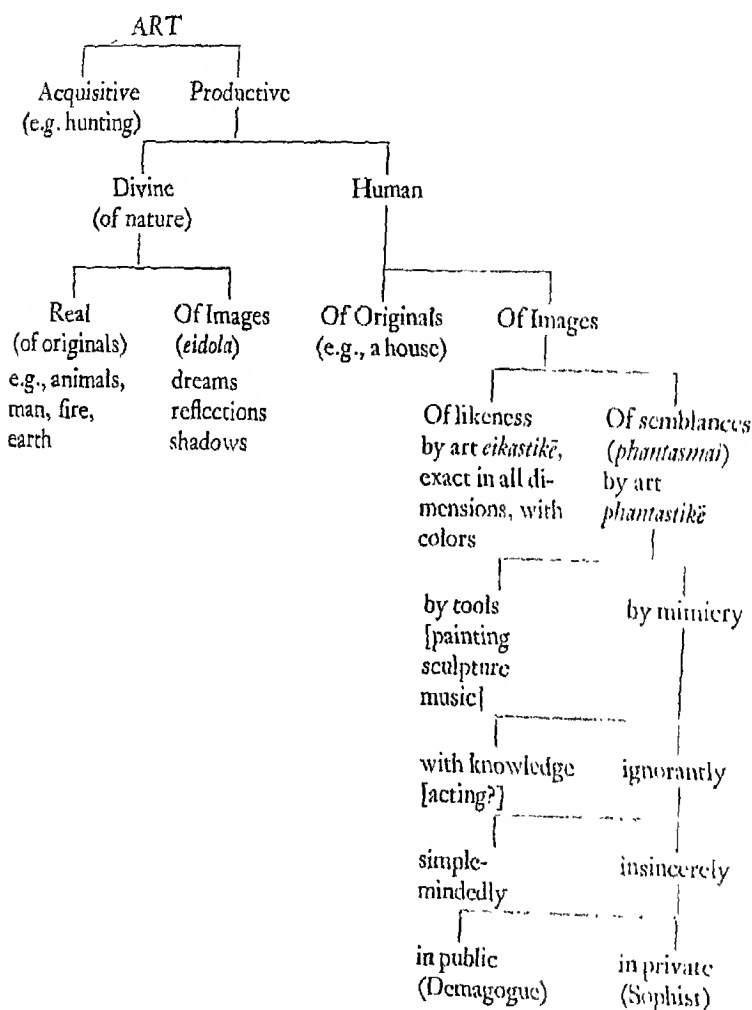 ART
Acquisitive Productive
(e.g. hunting)
Divine Human
(of nature)
Real Of Images Of Originals Of Images
(of originals) (eidola) (e.g., a house)
e.g., animals, dreams
man, fire, reflections
earth shadows
Of likeness Of semblances
by art eikastikē, (phantasmai)
exact in all di- by art
mensions, with phantastikē
colors
by tools by mimicry
[painting
sculpture
music]
with knowledge ignorantly
[acting?]
simple- insincerely
mindedly
in public in private
(Demagogue) (Sophist)